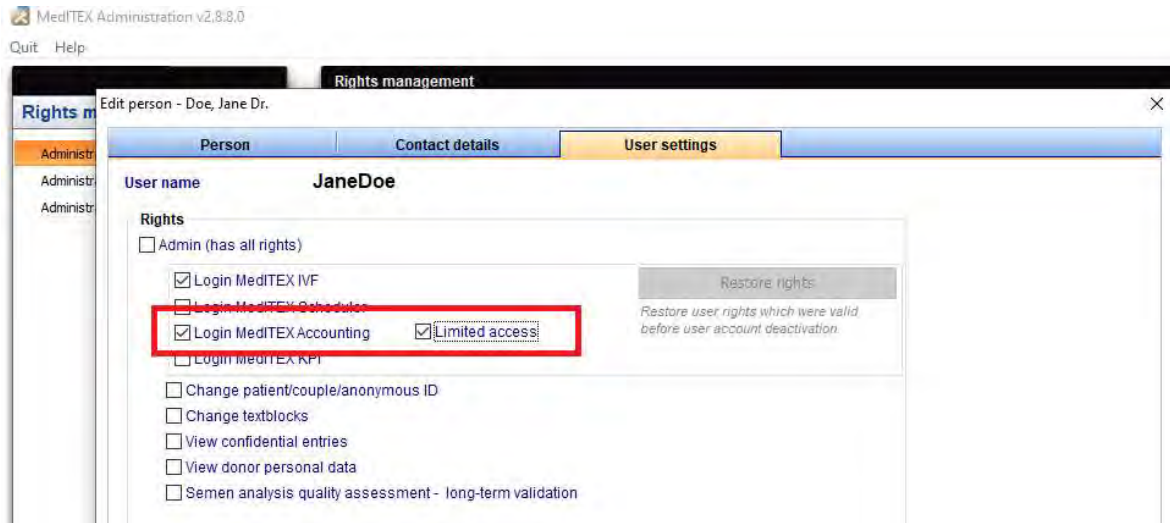 MedITEX Administration v2.8.8.0
Quit Help
Rights management
Rights m
Edit person - Doe, Jane Dr.
Person Contact details User settings
Administr
Administr
Administr
User name JaneDoe
Rights
Admin (has all rights)
Login MedITEX IVF
Restore rights
Login MedITEX Scheduler
Restore user rights which were valid
before user account deactivation.
Login MedITEX Accounting Limited access
Login MedITEX KPI
Change patient/couple/anonymous ID
Change textblocks
View confidential entries
View donor personal data
Semen analysis quality assessment - long-term validation